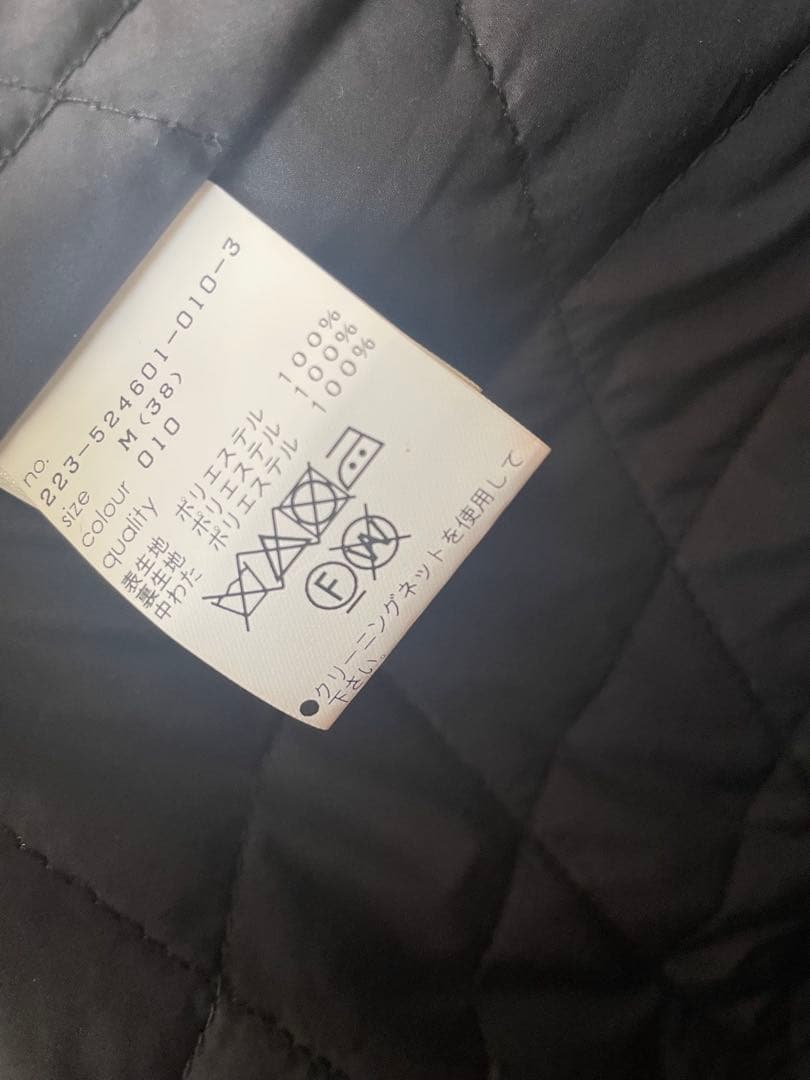 no.
223-524601-010-3
size M(38)
colour 010
quality
表生地 ポリエステル 100%
裏生地 ポリエステル 100%
中わた ポリエステル 100%
F W
●クリーニングネットを使用して
下さい。